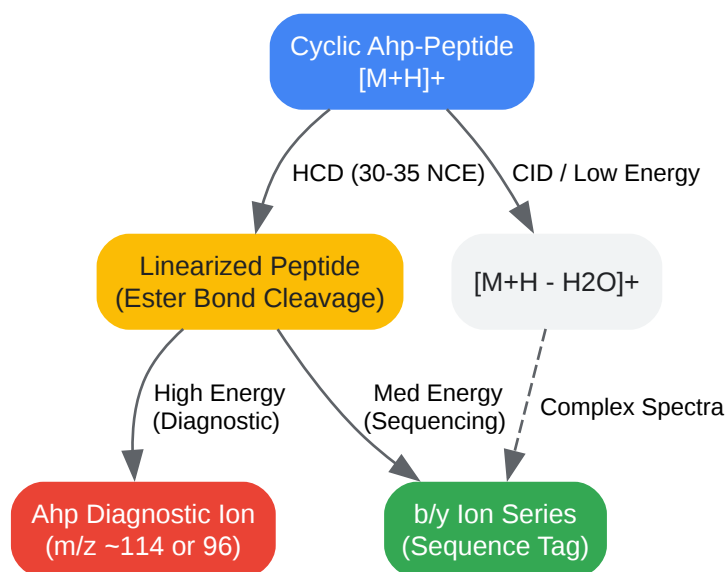 Cyclic Ahp-Peptide
[M+H]+
HCD (30-35 NCE)
CID / Low Energy
Linearized Peptide
(Ester Bond Cleavage)
[M+H - H2O]+
High Energy
(Diagnostic)
Med Energy
(Sequencing)
Complex Spectra
Ahp Diagnostic Ion
(m/z ~114 or 96)
b/y Ion Series
(Sequence Tag)